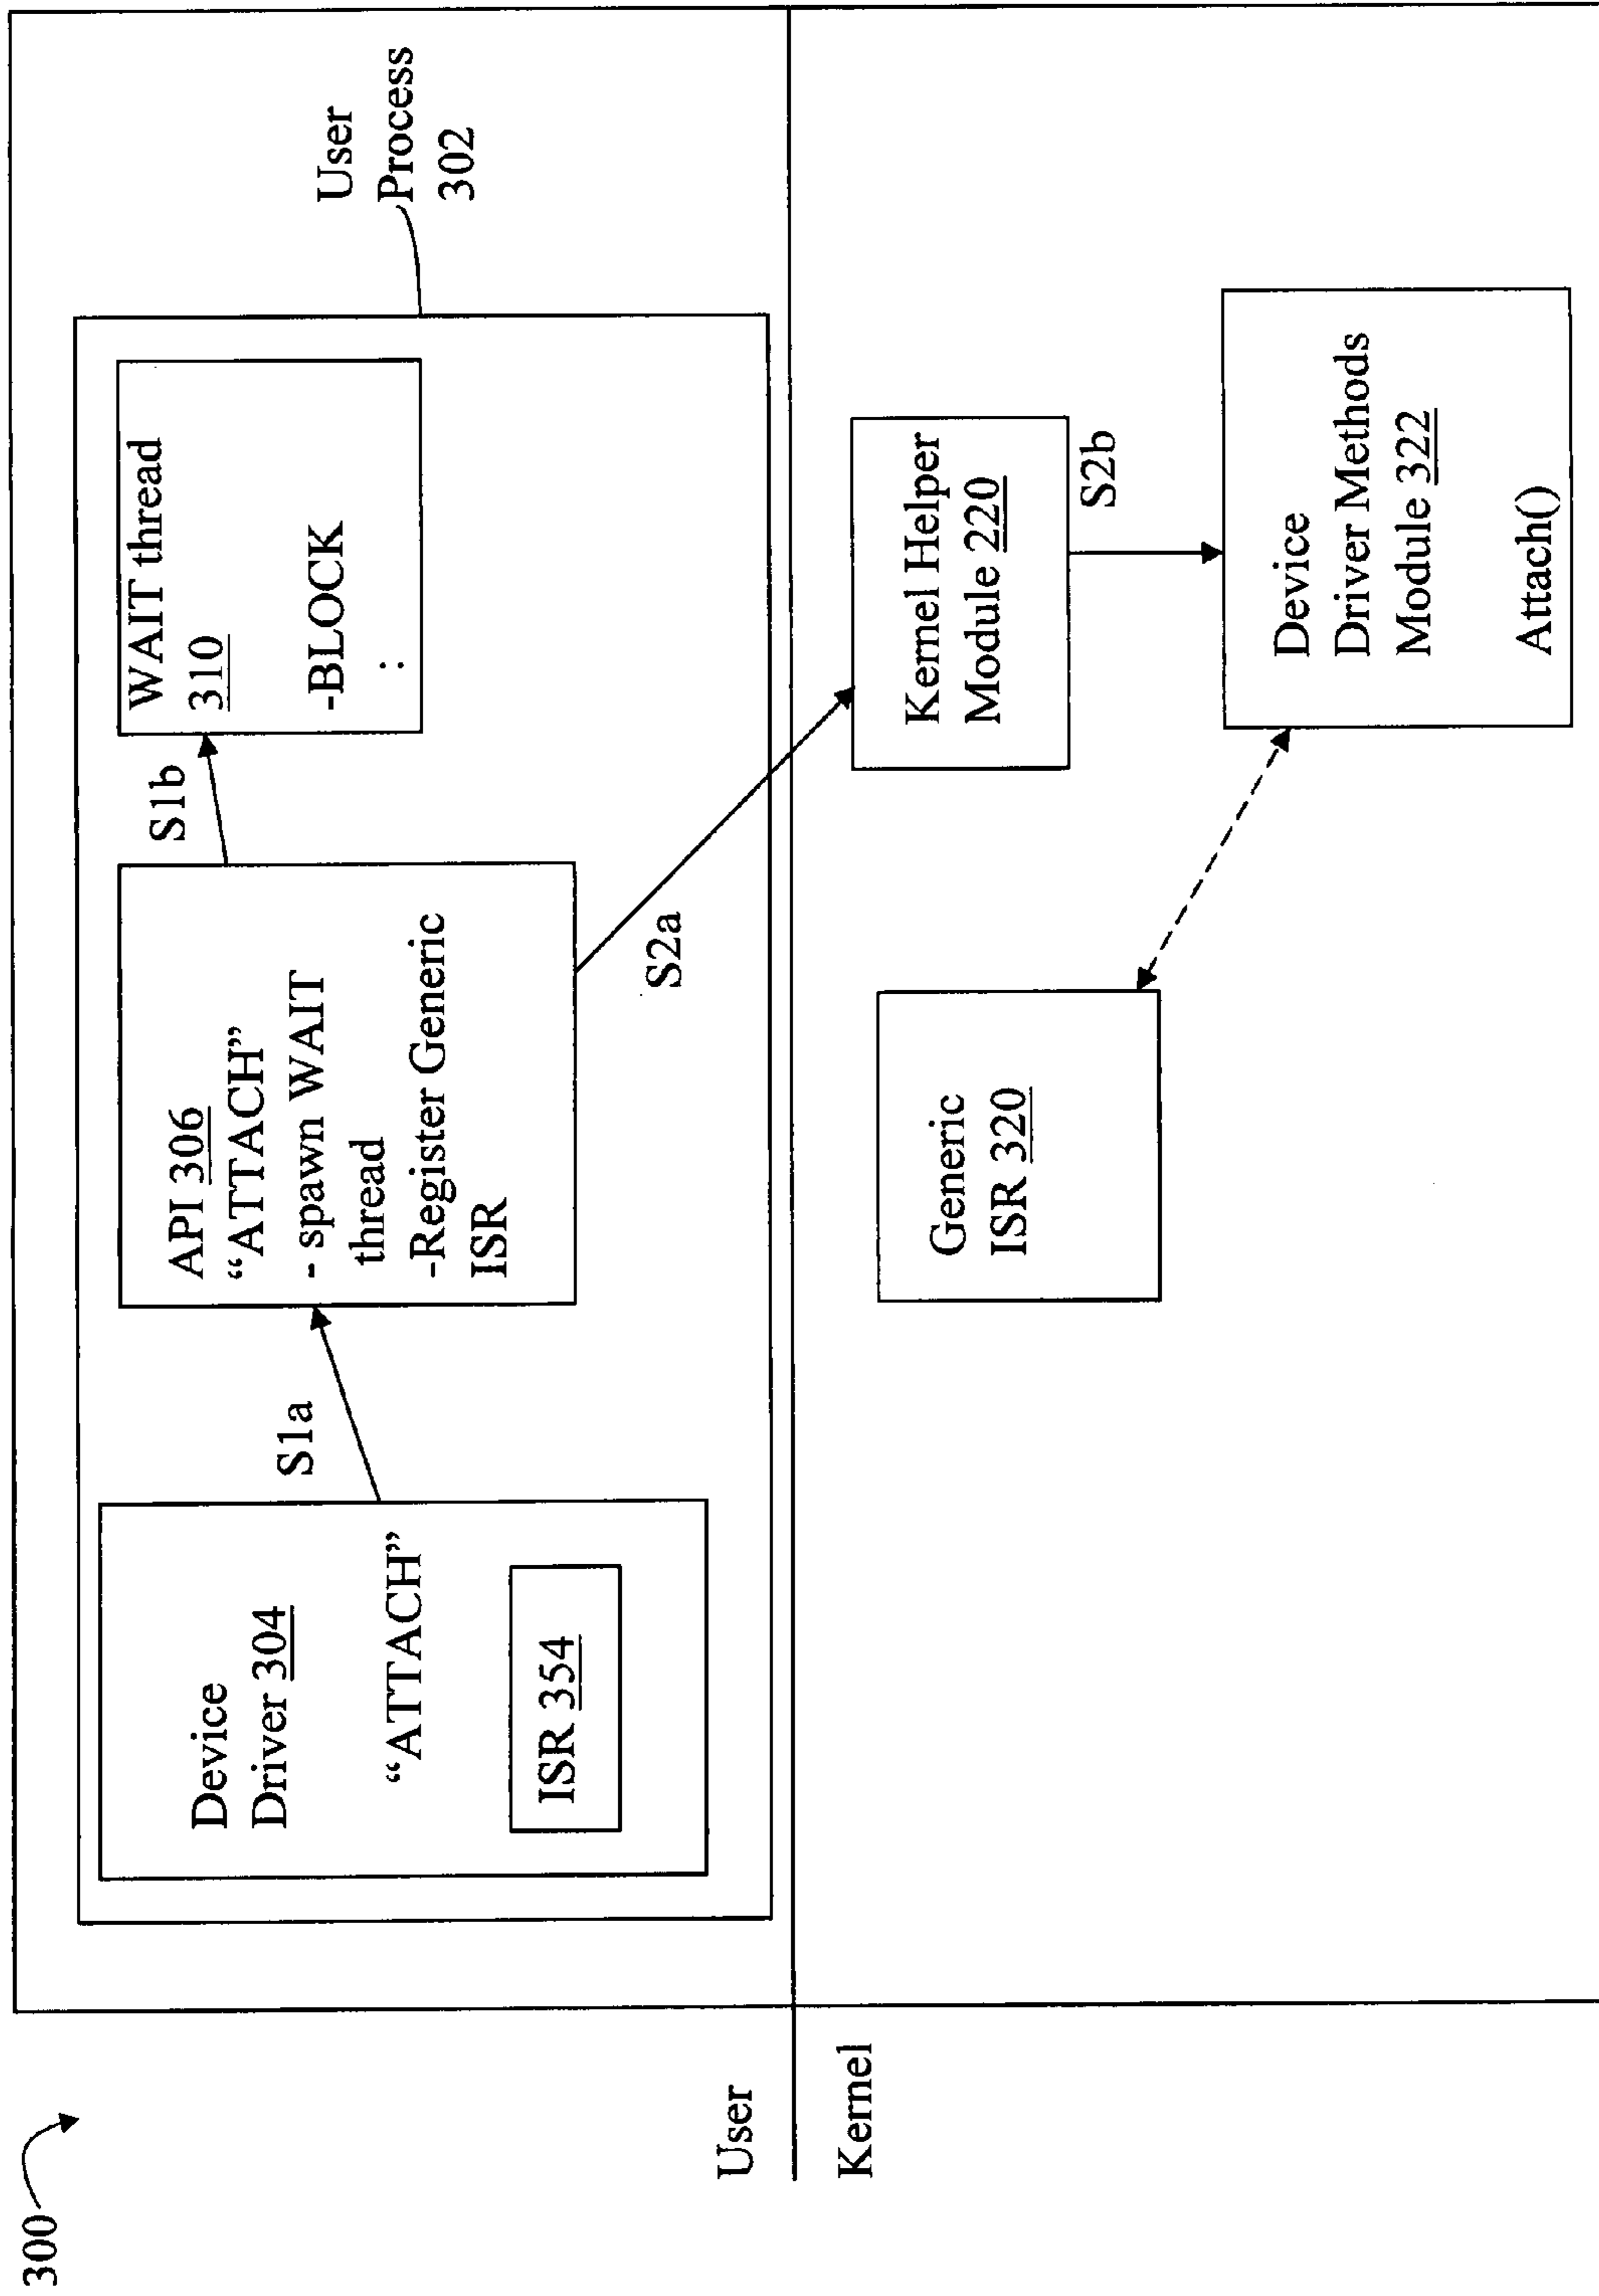 300
User
Kernel
Device
Driver 304
“ATTACH”
ISR 354
S1a
API 306
“ATTACH”
- spawn WAIT
thread
-Register Generic
ISR
S1b
WAIT thread
310
-BLOCK
:
User
Process
302
S2a
Generic
ISR 320
Kernel Helper
Module 220
S2b
Device
Driver Methods
Module 322
Attach()